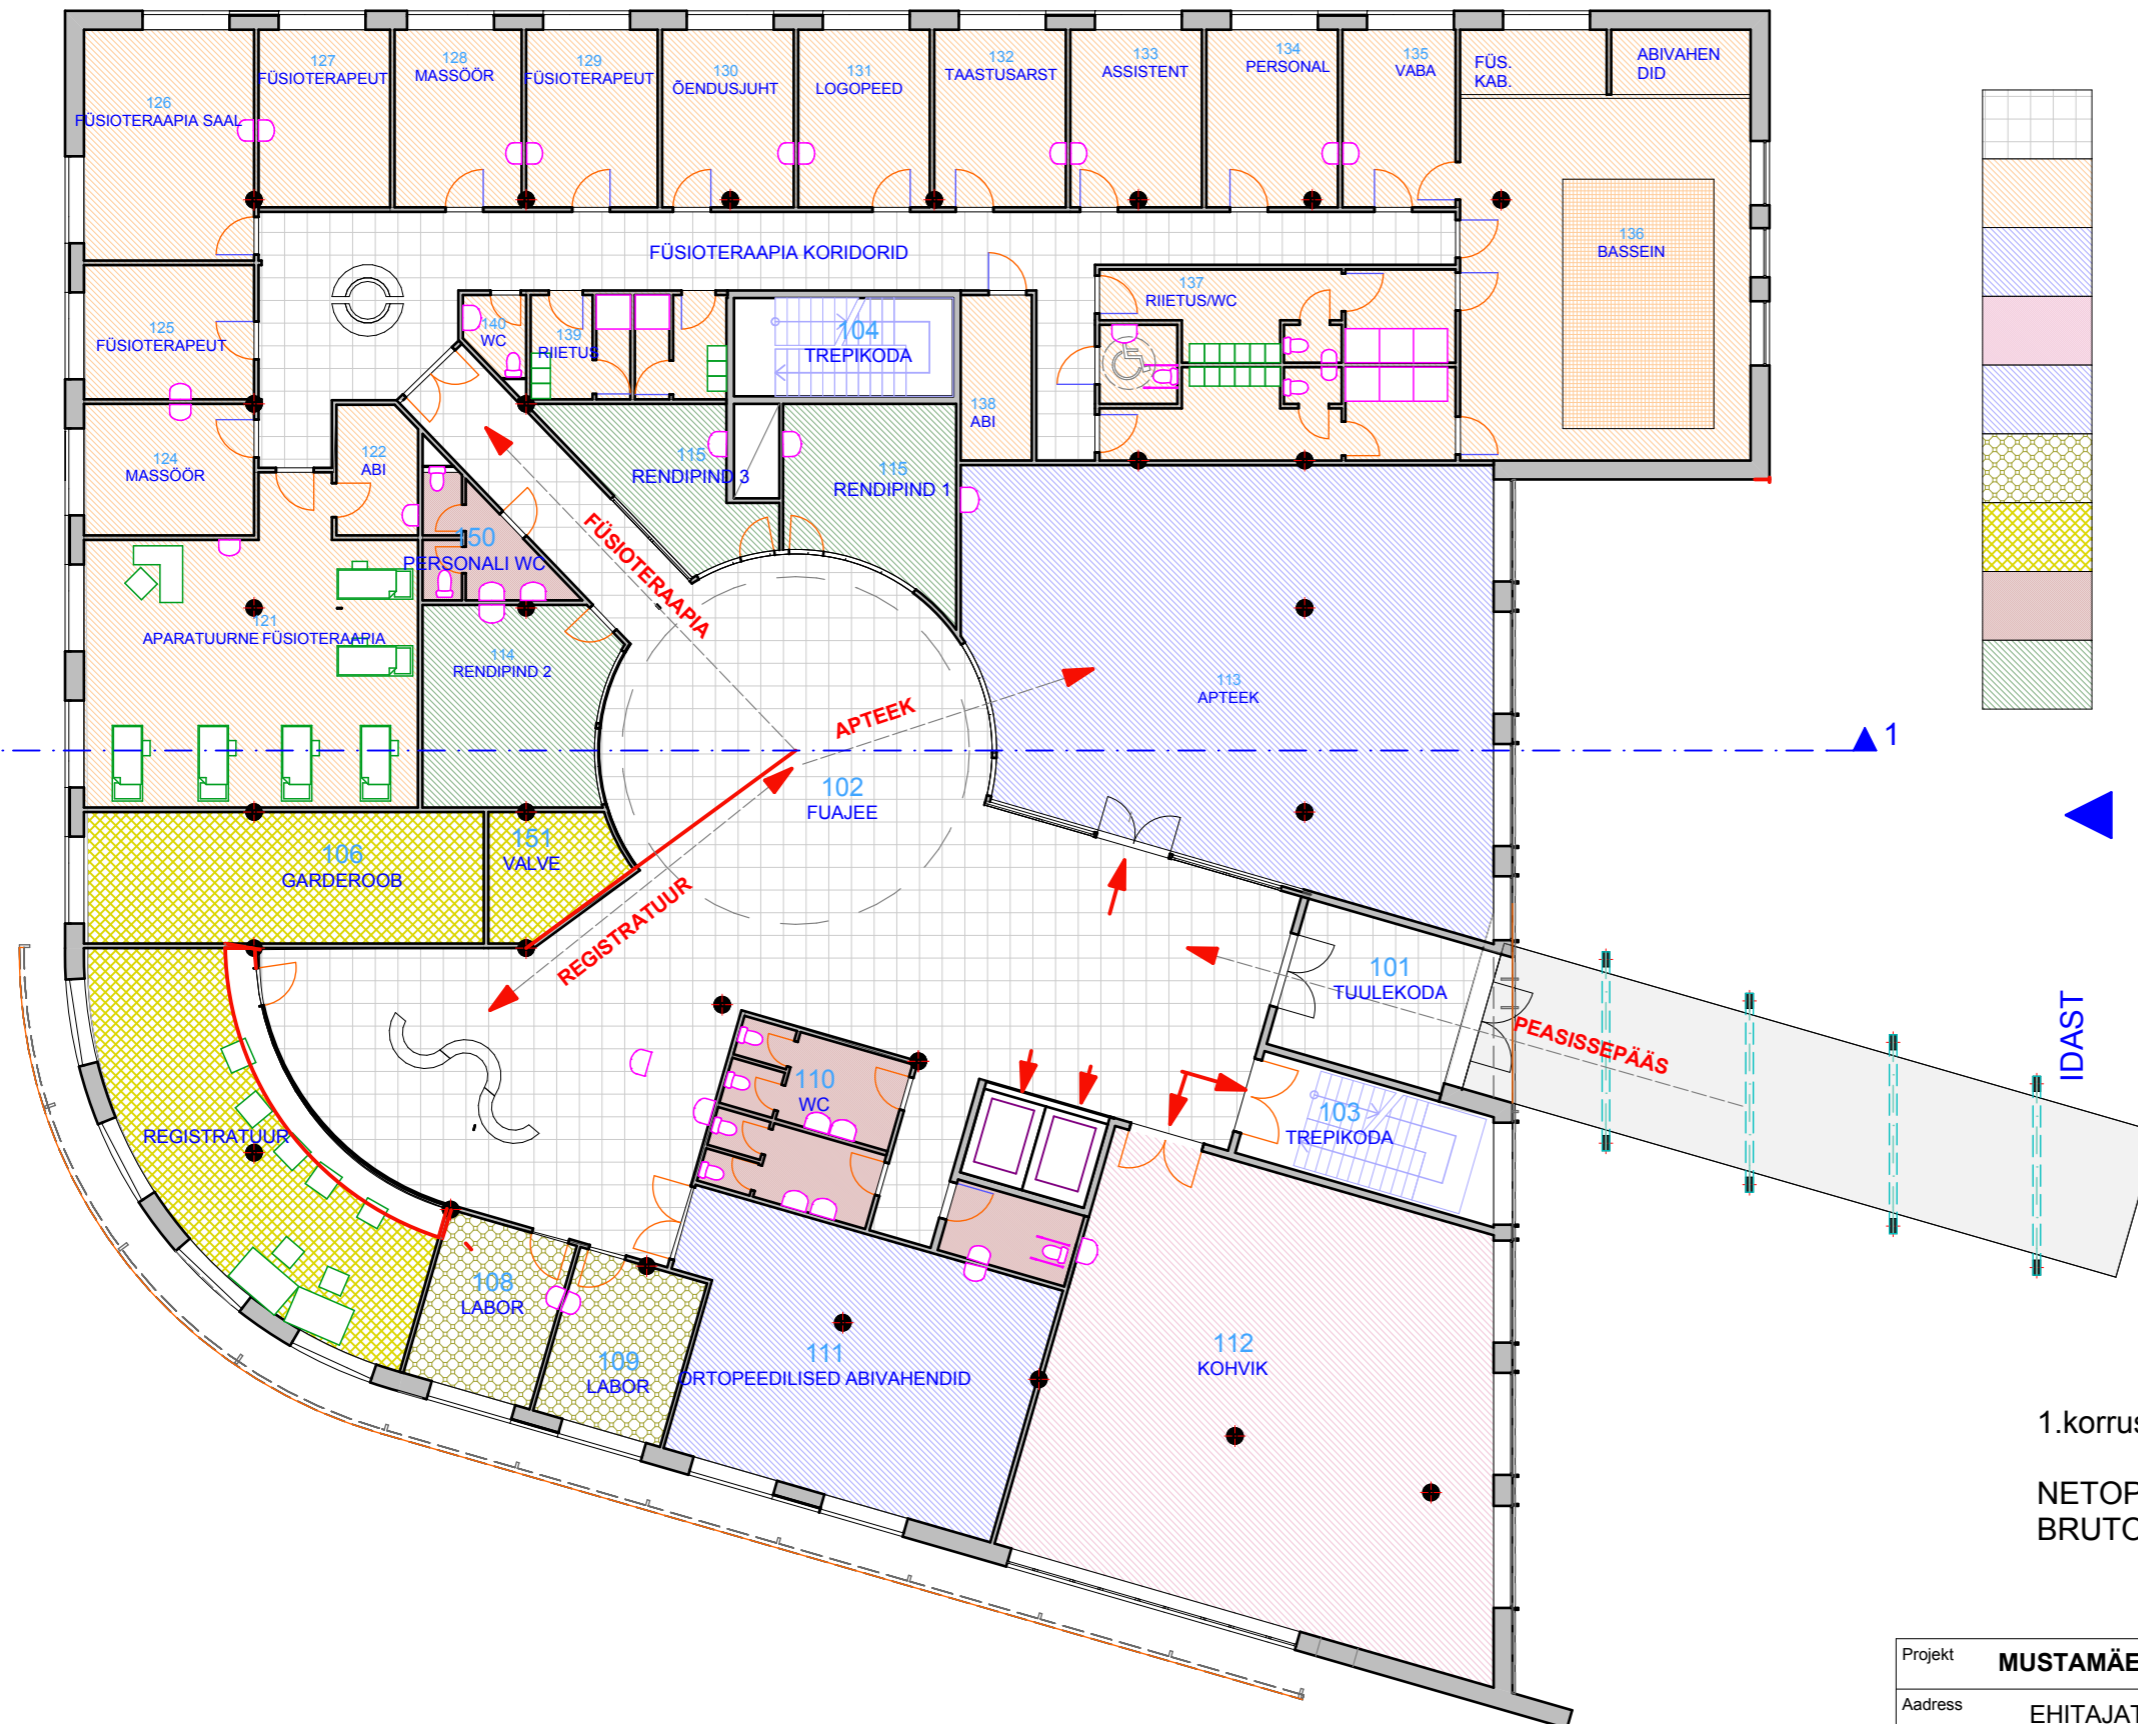 126
FÜSIOTERAAPIA SAAL
127
FÜSIOTERAPEUT
128
MASSÖÖR
129
FÜSIOTERAPEUT
130
ÕENDUSJUHT
131
LOGOPEED
132
TAASTUSARST
133
ASSISTENT
134
PERSONAL
135
VABA
FÜS.
KAB.
ABIVAHEN
DID
136
BASSEIN
FÜSIOTERAAPIA KORIDORID
125
FÜSIOTERAPEUT
140
WC
139
RIIETUS
104
TREPIKODA
137
RIIETUS/WC
138
ABI
124
MASSÖÖR
122
ABI
115
RENDIPIND 3
115
RENDIPIND 1
150
PERSONALI WC
FÜSIOTERAAPIA
121
APARATUURNE FÜSIOTERAAPIA
114
RENDIPIND 2
113
APTEEK
APTEEK
1
102
FUAJEE
106
GARDEROOB
151
VALVE
REGISTRATUUR
101
TUULEKODA
PEASISSEPÄÄS
IDAST
110
WC
103
TREPIKODA
REGISTRATUUR
108
LABOR
109
LABOR
111
ORTOPEEDILISED ABIVAHENDID
112
KOHVIK
1.korrus
NETOP
BRUTO
Projekt MUSTAMÄE
Aadress EHITAJAT